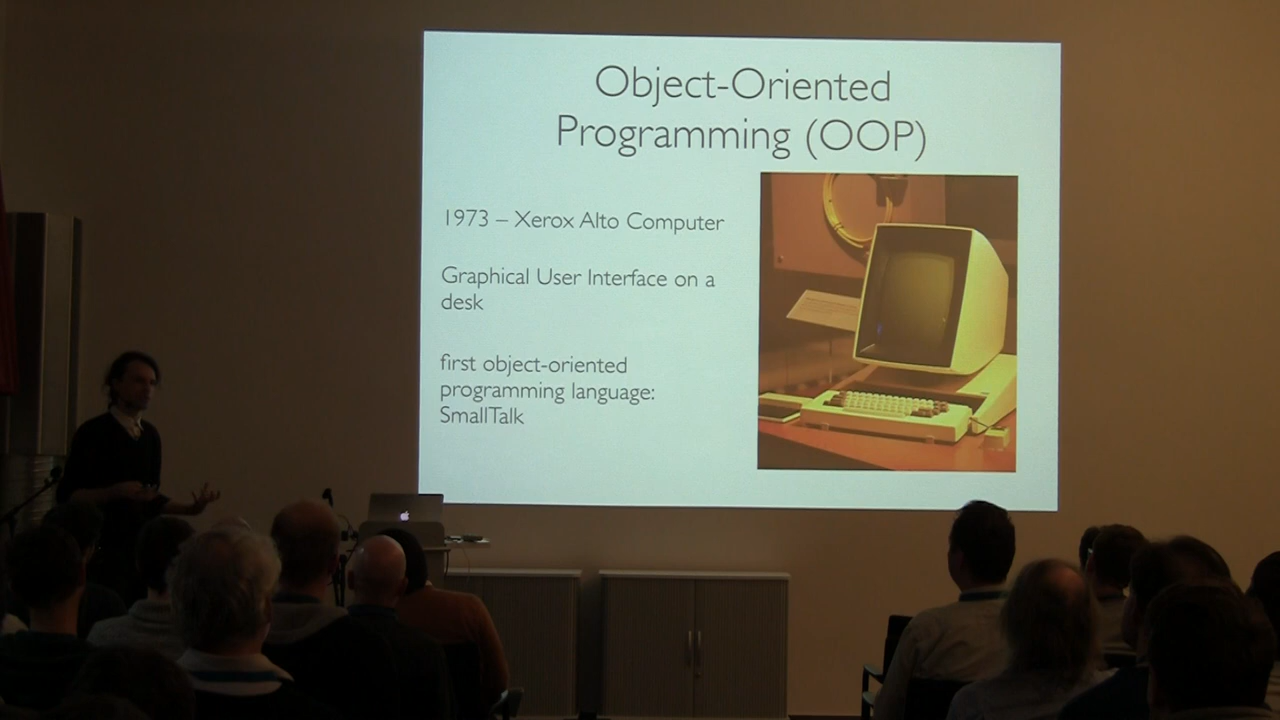 Object-Oriented
Programming (OOP)
1973 – Xerox Alto Computer
Graphical User Interface on a
desk
first object-oriented
programming language:
SmallTalk